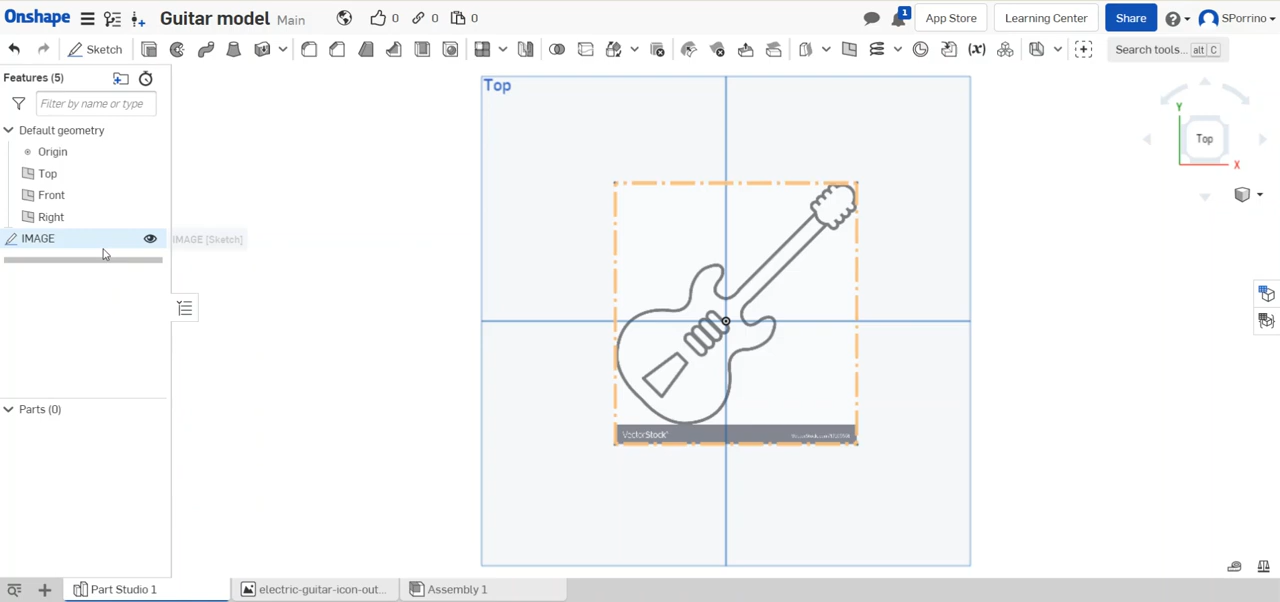 Onshape Guitar model Main 0 0 0 1 App Store Learning Center Share SPorrino
Sketch (x) Search tools... alt C
Features (5)
Filter by name or type
Default geometry
Origin
Top
Front
Right
IMAGE
IMAGE [Sketch]
Parts (0)
Top
VectorStock
Y
Top
X
Part Studio 1 electric-guitar-icon-out... Assembly 1